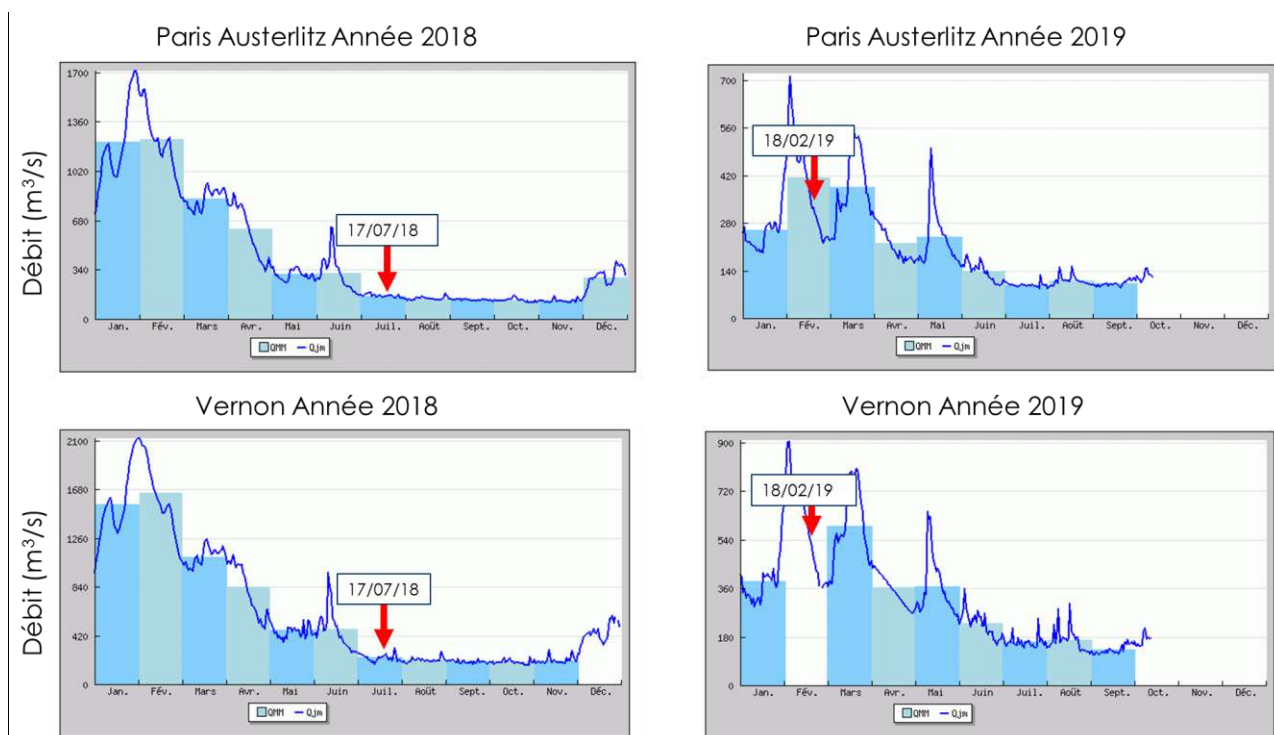 Paris Austerlitz Année 2018
Débit (m³/s)
1700
1360
1020
680
340
0
17/07/18
Jan. Fév. Mars Avr. Mai Juin Juil. Août Sept. Oct. Nov. Déc.
QMM Qjm
Paris Austerlitz Année 2019
700
560
420
280
140
0
18/02/19
Jan. Fév. Mars Avr. Mai Juin Juil. Août Sept. Oct. Nov. Déc.
QMM Qjm
Vernon Année 2018
Débit (m³/s)
2100
1680
1260
840
420
0
17/07/18
Jan. Fév. Mars Avr. Mai Juin Juil. Août Sept. Oct. Nov. Déc.
QMM Qjm
Vernon Année 2019
900
720
540
360
180
0
18/02/19
Jan. Fév. Mars Avr. Mai Juin Juil. Août Sept. Oct. Nov. Déc.
QMM Qjm